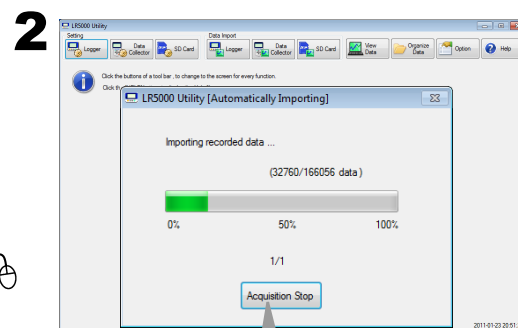 2
LR5000 Utility
Setting
Data Import
Logger
Data Collector
SD Card
Logger
Data Collector
SD Card
View Data
Organize Data
Option
Help
Click the buttons of a tool bar , to change to the screen for every function.
Click th
LR5000 Utility [Automatically Importing]
Importing recorded data ...
(32760/166056 data )
0% 50% 100%
1/1
Acquisition Stop
2011-01-23 20:51: